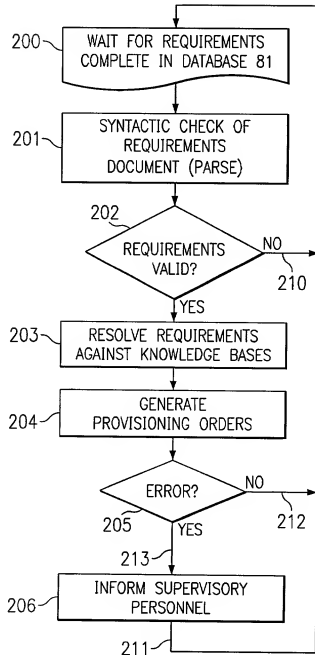 200
WAIT FOR REQUIREMENTS
COMPLETE IN DATABASE 81
201
SYNTACTIC CHECK OF
REQUIREMENTS
DOCUMENT (PARSE)
202
REQUIREMENTS
VALID?
NO
210
YES
203
RESOLVE REQUIREMENTS
AGAINST KNOWLEDGE BASES
204
GENERATE
PROVISIONING ORDERS
ERROR?
NO
212
205
YES
213
206
INFORM SUPERVISORY
PERSONNEL
211